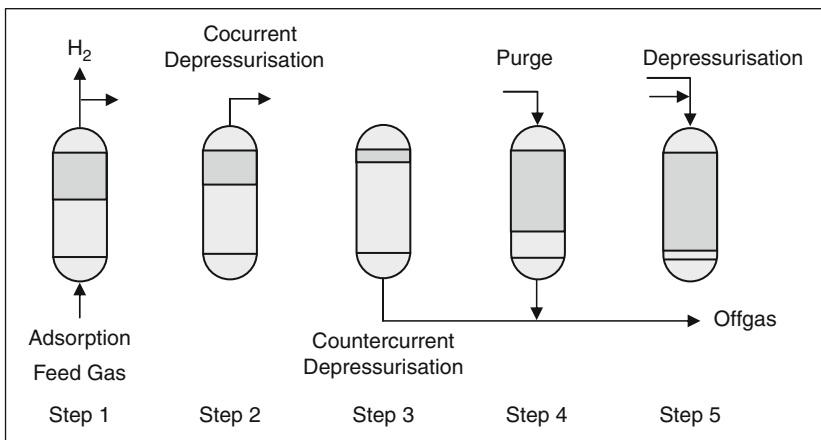 H₂
Cocurrent
Depressurisation
Purge
Depressurisation
Adsorption
Feed Gas
Countercurrent
Depressurisation
Offgas
Step 1
Step 2
Step 3
Step 4
Step 5